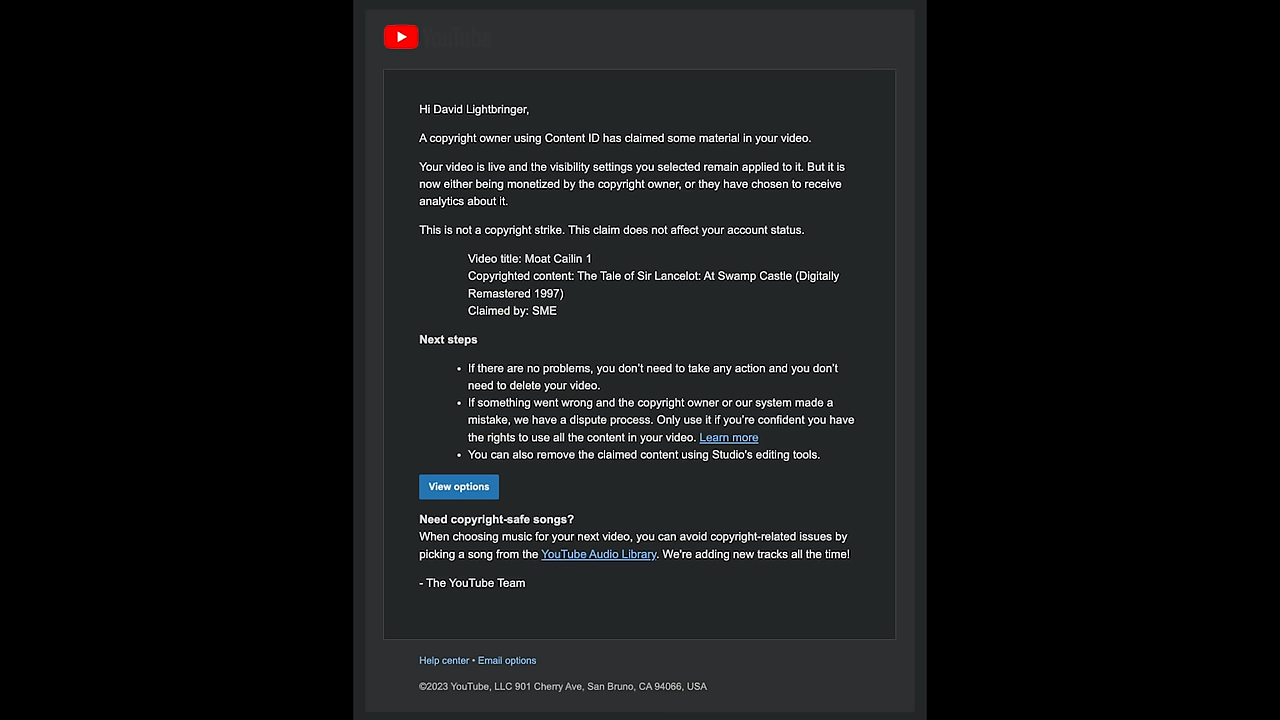 YouTube
Hi David Lightbringer,
A copyright owner using Content ID has claimed some material in your video.
Your video is live and the visibility settings you selected remain applied to it. But it is
now either being monetized by the copyright owner, or they have chosen to receive
analytics about it.
This is not a copyright strike. This claim does not affect your account status.
Video title: Moat Cailin 1
Copyrighted content: The Tale of Sir Lancelot: At Swamp Castle (Digitally
Remastered 1997)
Claimed by: SME
Next steps
• If there are no problems, you don't need to take any action and you don't
need to delete your video.
• If something went wrong and the copyright owner or our system made a
mistake, we have a dispute process. Only use it if you're confident you have
the rights to use all the content in your video. Learn more
• You can also remove the claimed content using Studio's editing tools.
View options
Need copyright-safe songs?
When choosing music for your next video, you can avoid copyright-related issues by
picking a song from the YouTube Audio Library. We're adding new tracks all the time!
- The YouTube Team
Help center • Email options
©2023 YouTube, LLC 901 Cherry Ave, San Bruno, CA 94066, USA